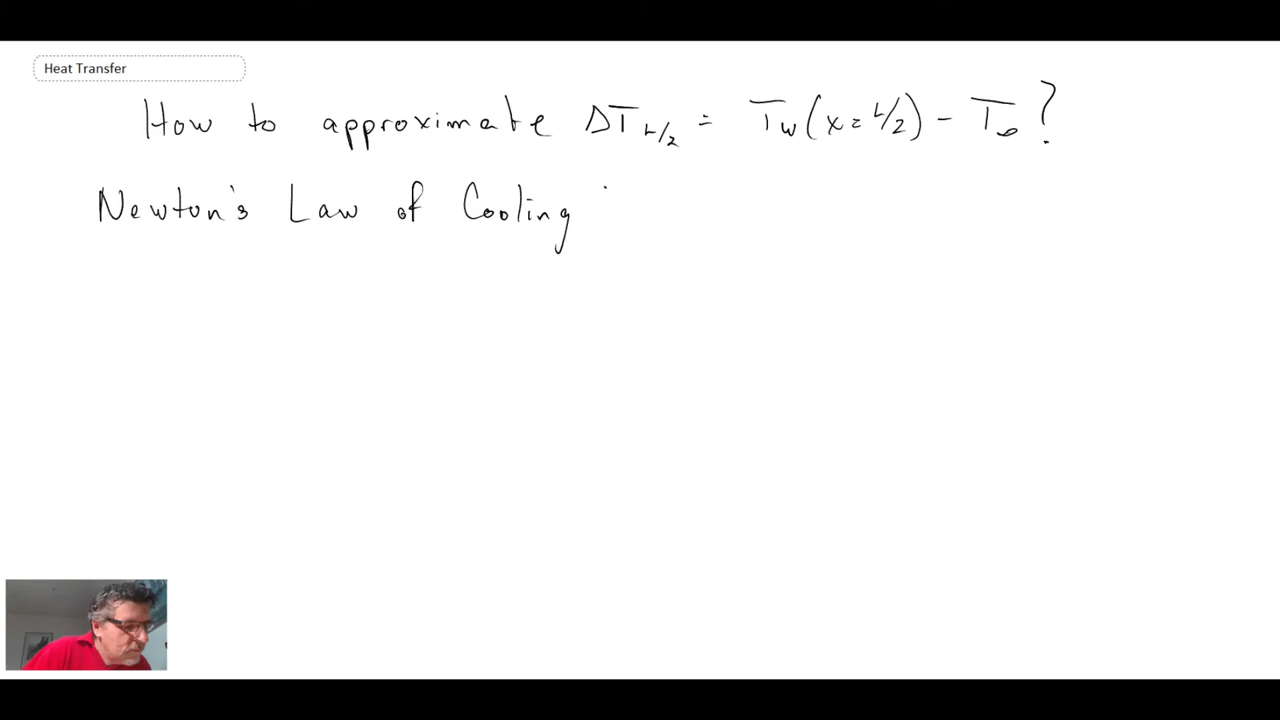 Heat Transfer
How to approximate ΔT_{L/2} = T_w(x = L/2) - T_∞?
Newton's Law of Cooling